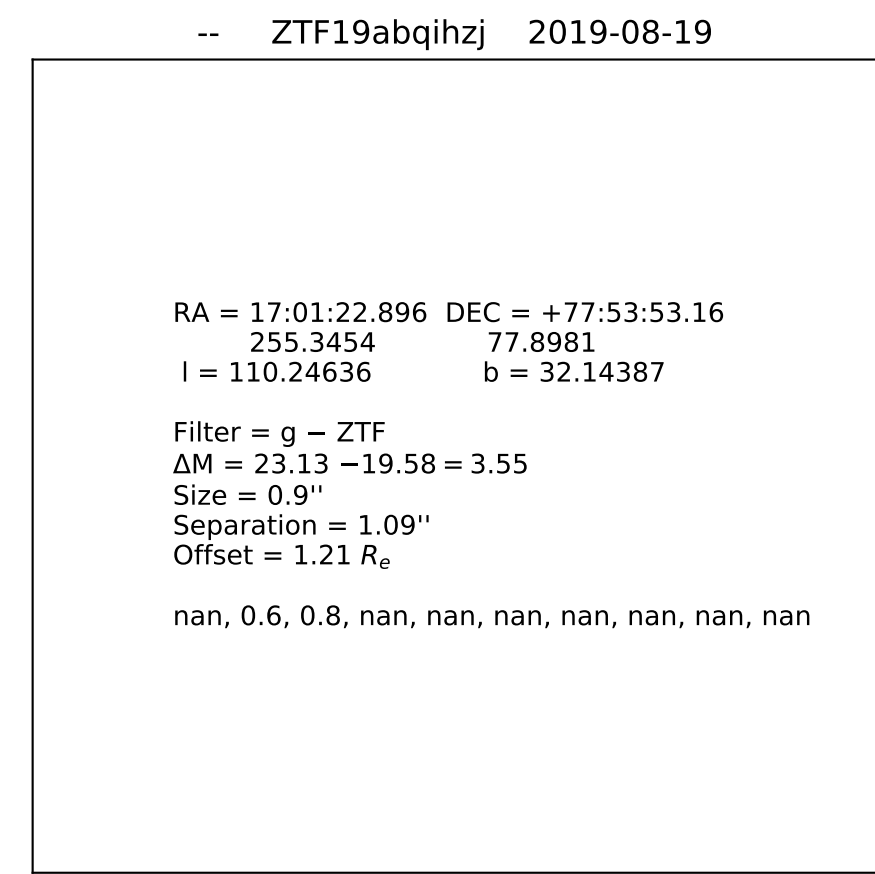 -- ZTF19abqihzj 2019-08-19
RA = 17:01:22.896 DEC = +77:53:53.16
255.3454 77.8981
l = 110.24636 b = 32.14387
Filter = g − ZTF
ΔM = 23.13 −19.58 = 3.55
Size = 0.9''
Separation = 1.09''
Offset = 1.21 Re
nan, 0.6, 0.8, nan, nan, nan, nan, nan, nan, nan